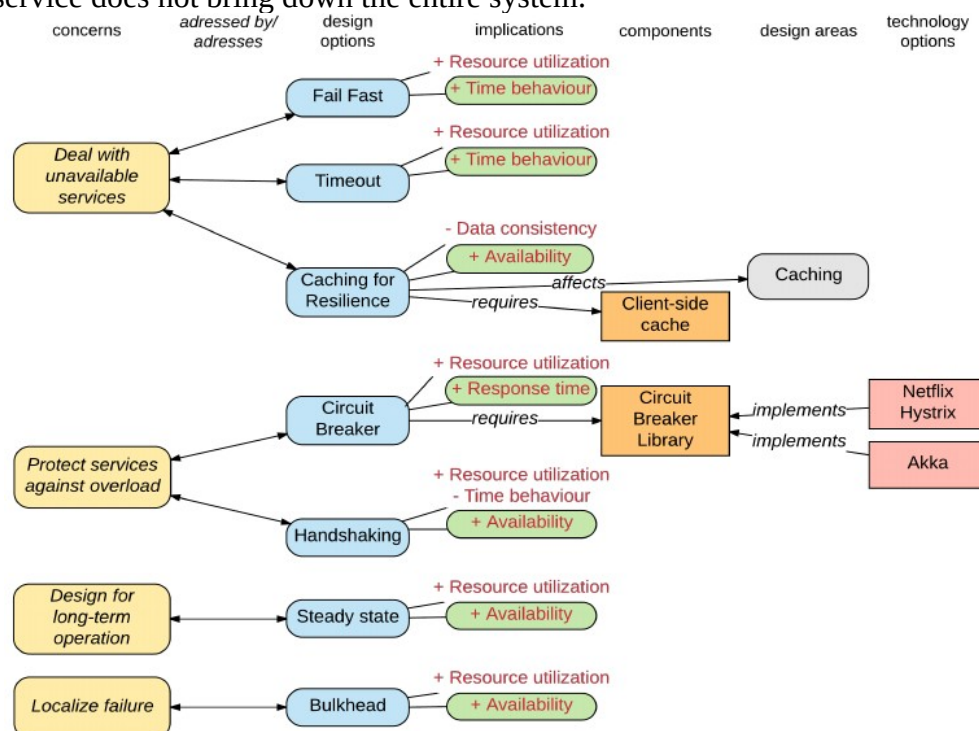 service does not bring down the entire system.
concerns
adressed by/
adresses
design
options
implications
components
design areas
technology
options
+ Resource utilization
Fail Fast
+ Time behaviour
Deal with
unavailable
services
+ Resource utilization
+ Time behaviour
Timeout
- Data consistency
+ Availability
Caching for
Resilience
affects
Caching
requires
Client-side
cache
+ Resource utilization
+ Response time
Circuit
Breaker
requires
Circuit
Breaker
Library
implements
Netflix
Hystrix
implements
Akka
Protect services
against overload
+ Resource utilization
- Time behaviour
+ Availability
Handshaking
Design for
long-term
operation
Steady state
+ Resource utilization
+ Availability
Localize failure
Bulkhead
+ Resource utilization
+ Availability